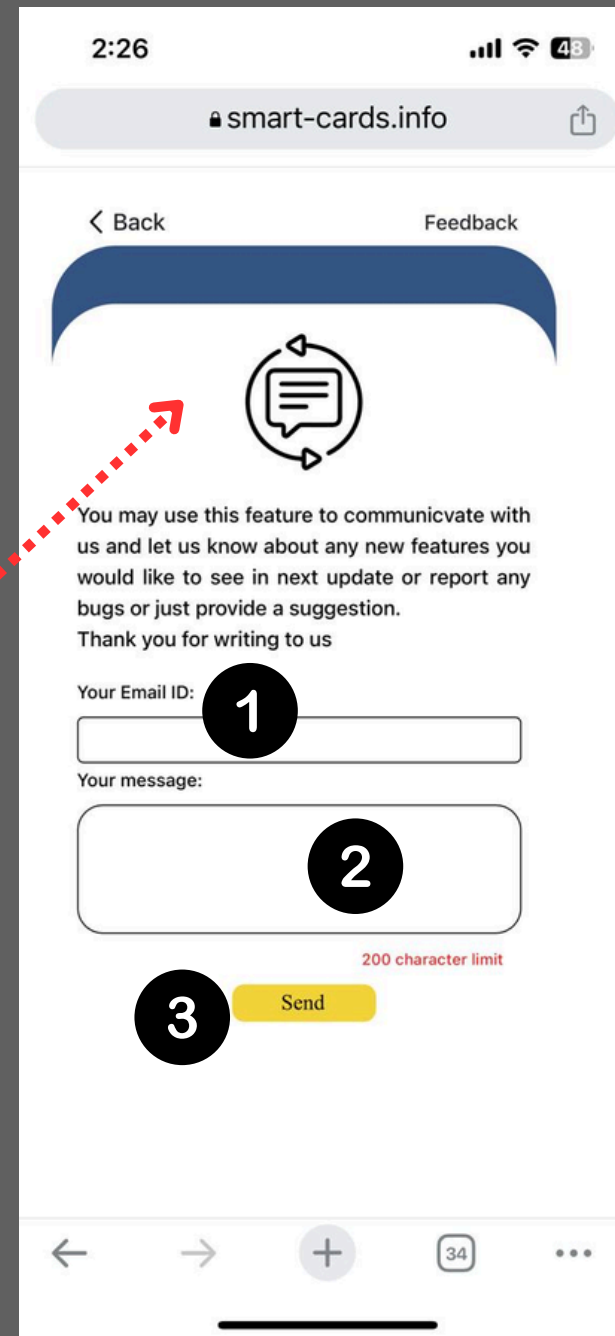 2:26
48
smart-cards.info
Back
Feedback
You may use this feature to communicvate with
us and let us know about any new features you
would like to see in next update or report any
bugs or just provide a suggestion.
Thank you for writing to us
Your Email ID:
1
Your message:
2
200 character limit
3
Send
34